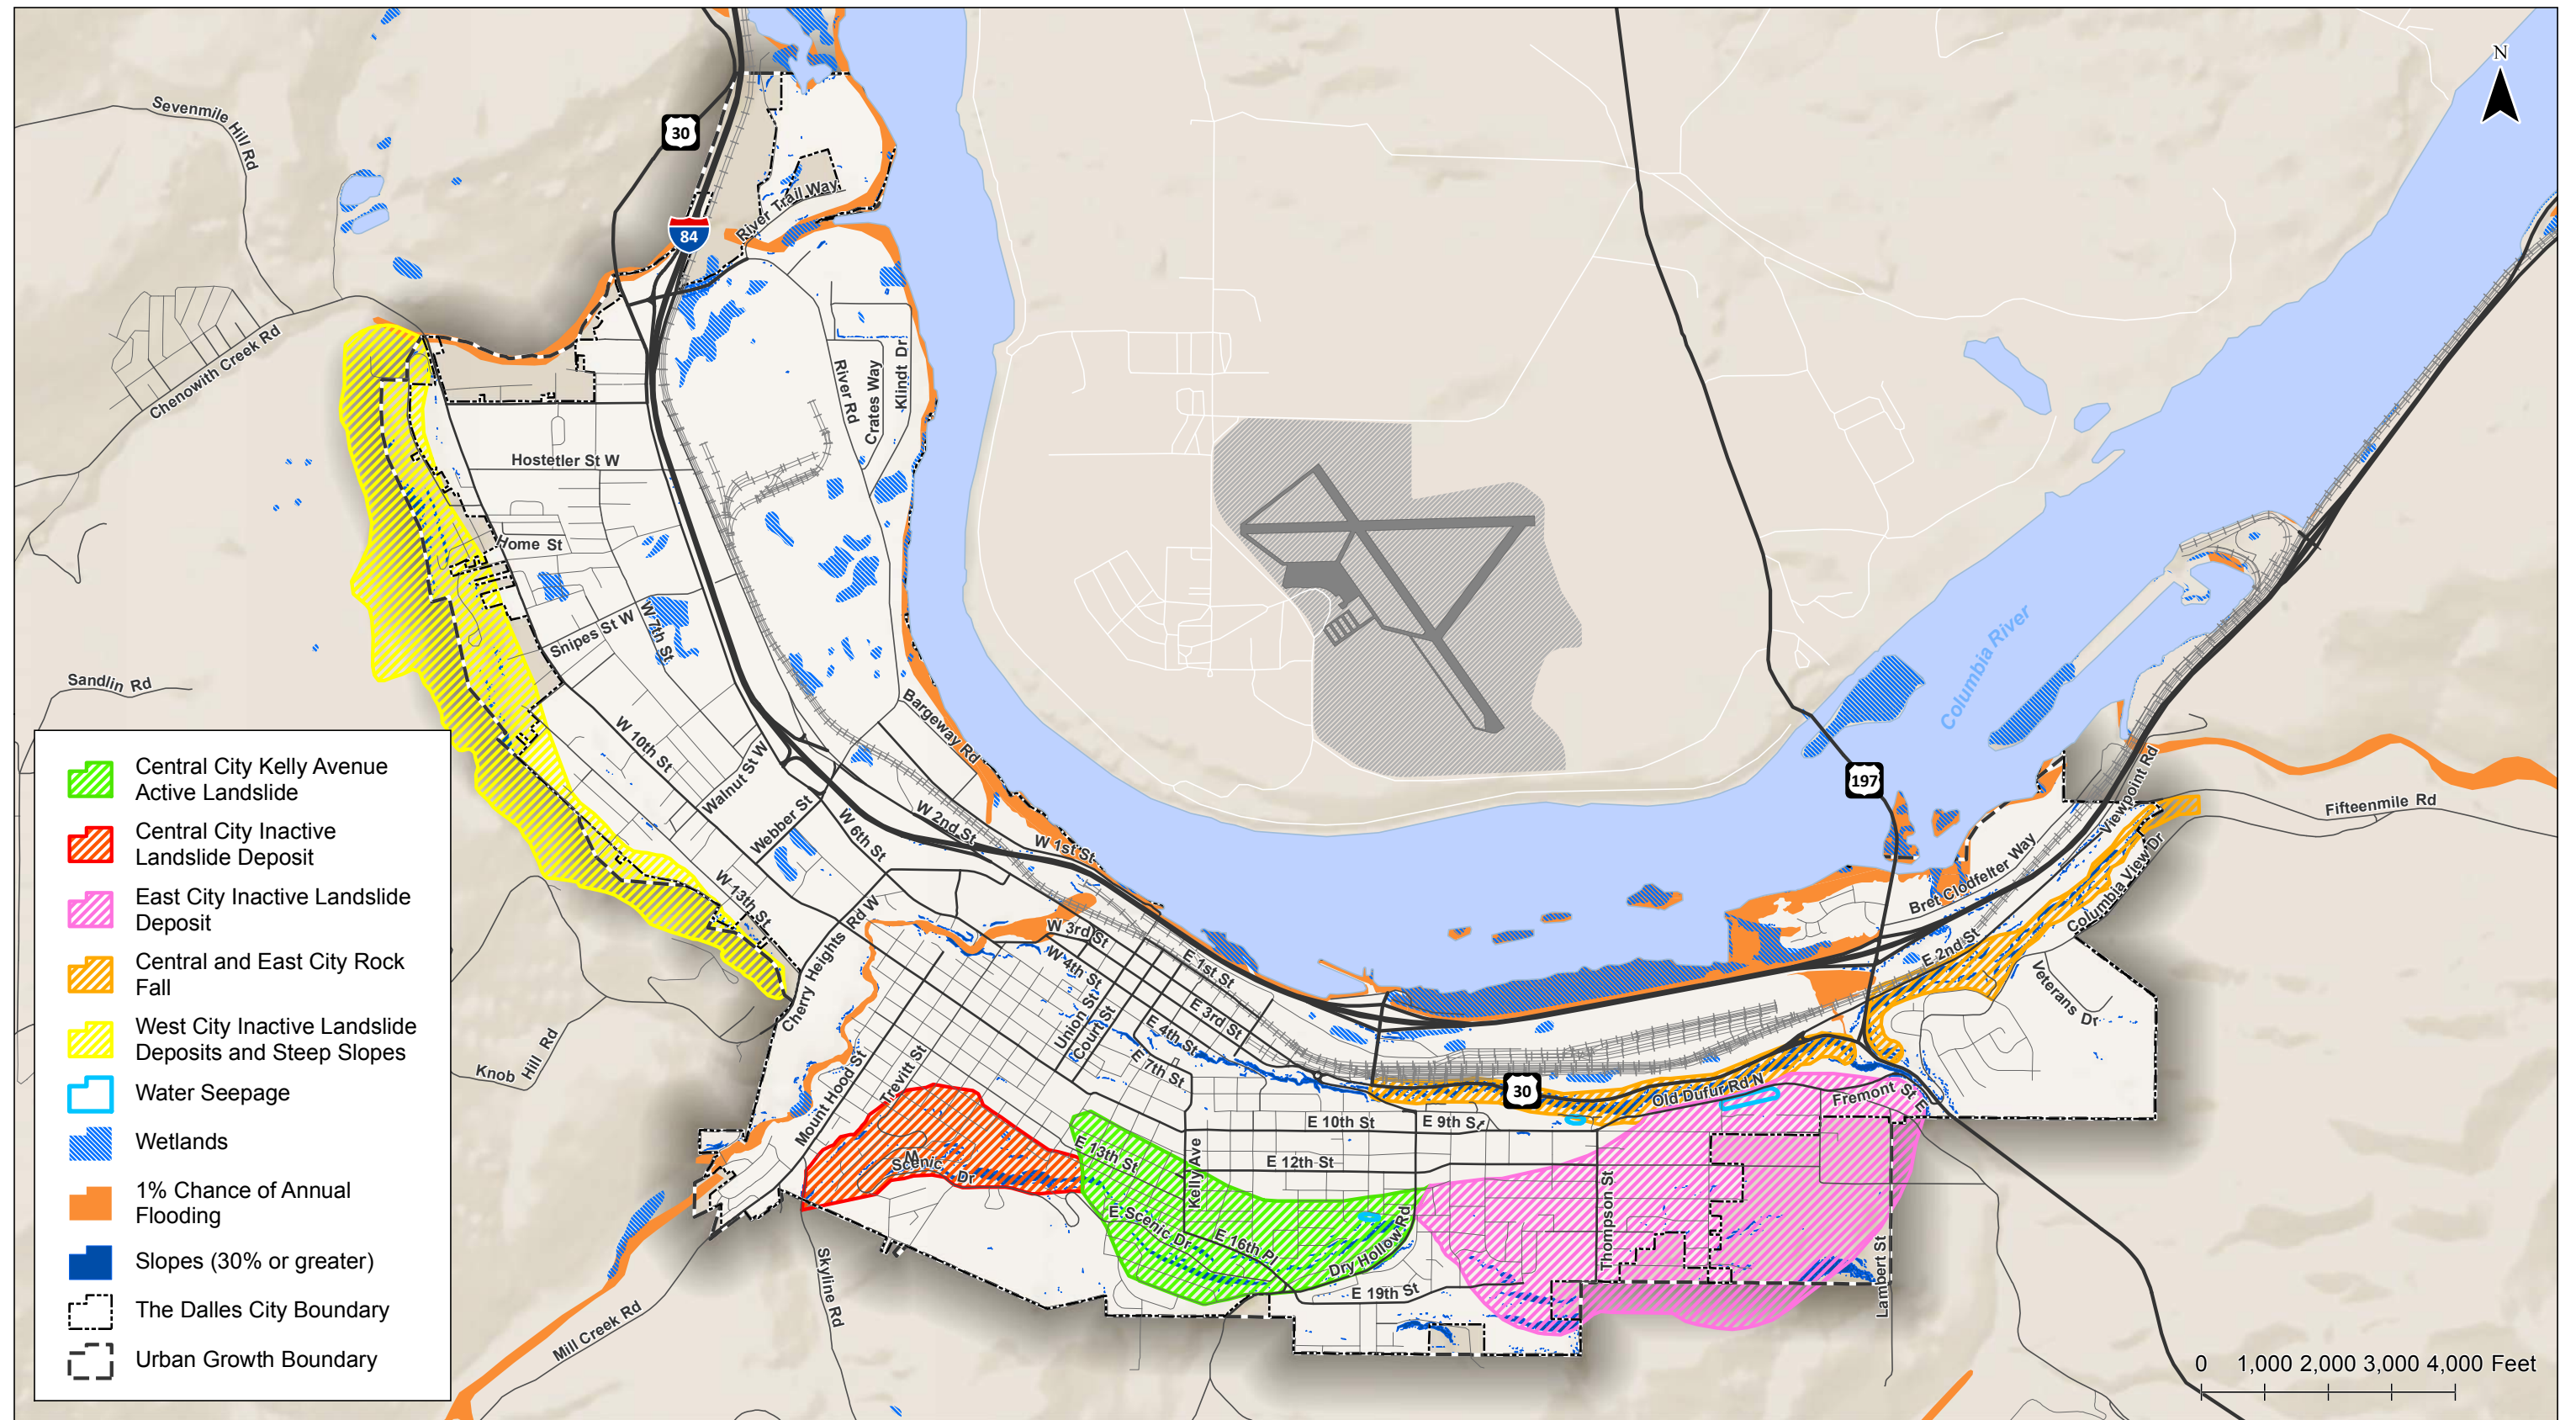 N
Sevenmile Hill Rd
30
84
River Trail Way
Chenowith Creek Rd
River Rd
Crates Way
Klindt Dr
Hostetler St W
Home St
Snipes St W
W 7th St
Sandlin Rd
Columbia River
Bargeway Rd
W 10th St
Walnut St W
197
Webber St
W 6th St
W 2nd St
W 1st St
Viewpoint Rd
Fifteenmile Rd
Bret Clodfelter Way
Columbia View Dr
W 13th St
Cherry Heights Rd W
W 3rd St
W 4th St
E 1st St
E 2nd St
Veterans Dr
Union St
Court St
E 3rd St
E 4th St
E 7th St
Knob Hill Rd
Mount Hood St
Trevitt St
30
Old Dufur Rd N
Fremont St E
E 10th St
E 9th St
E 13th St
E 12th St
W Scenic Dr
Kelly Ave
Thompson St
E Scenic Dr
E 16th Pl
Dry Hollow Rd
E 19th St
Lambert St
Skyline Rd
Mill Creek Rd
Central City Kelly Avenue
Active Landslide
Central City Inactive
Landslide Deposit
East City Inactive Landslide
Deposit
Central and East City Rock
Fall
West City Inactive Landslide
Deposits and Steep Slopes
Water Seepage
Wetlands
1% Chance of Annual
Flooding
Slopes (30% or greater)
The Dalles City Boundary
Urban Growth Boundary
0 1,000 2,000 3,000 4,000 Feet